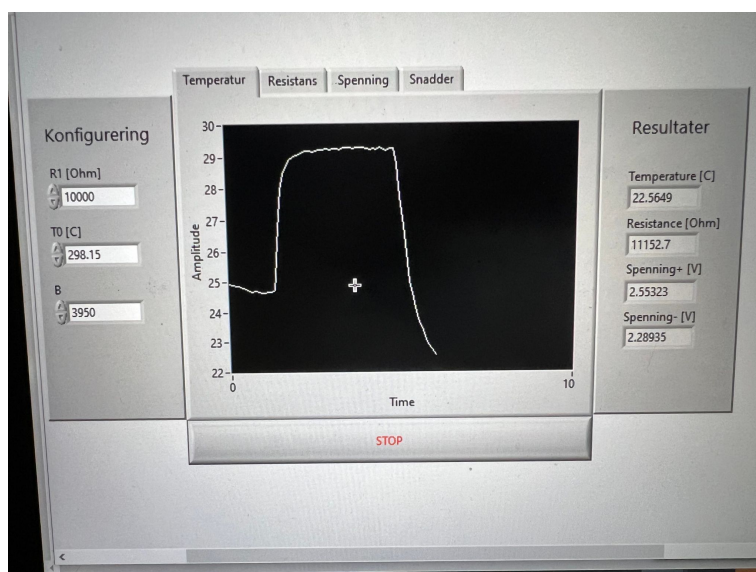 Temperatur
Resistans
Spenning
Snadder
Konfigurering
R1 [Ohm]
10000
T0 [C]
298.15
B
3950
30
29
28
27
26
25
24
23
22
Amplitude
0
10
Time
Resultater
Temperature [C]
22.5649
Resistance [Ohm]
11152.7
Spenning+ [V]
2.55323
Spenning- [V]
2.28935
STOP